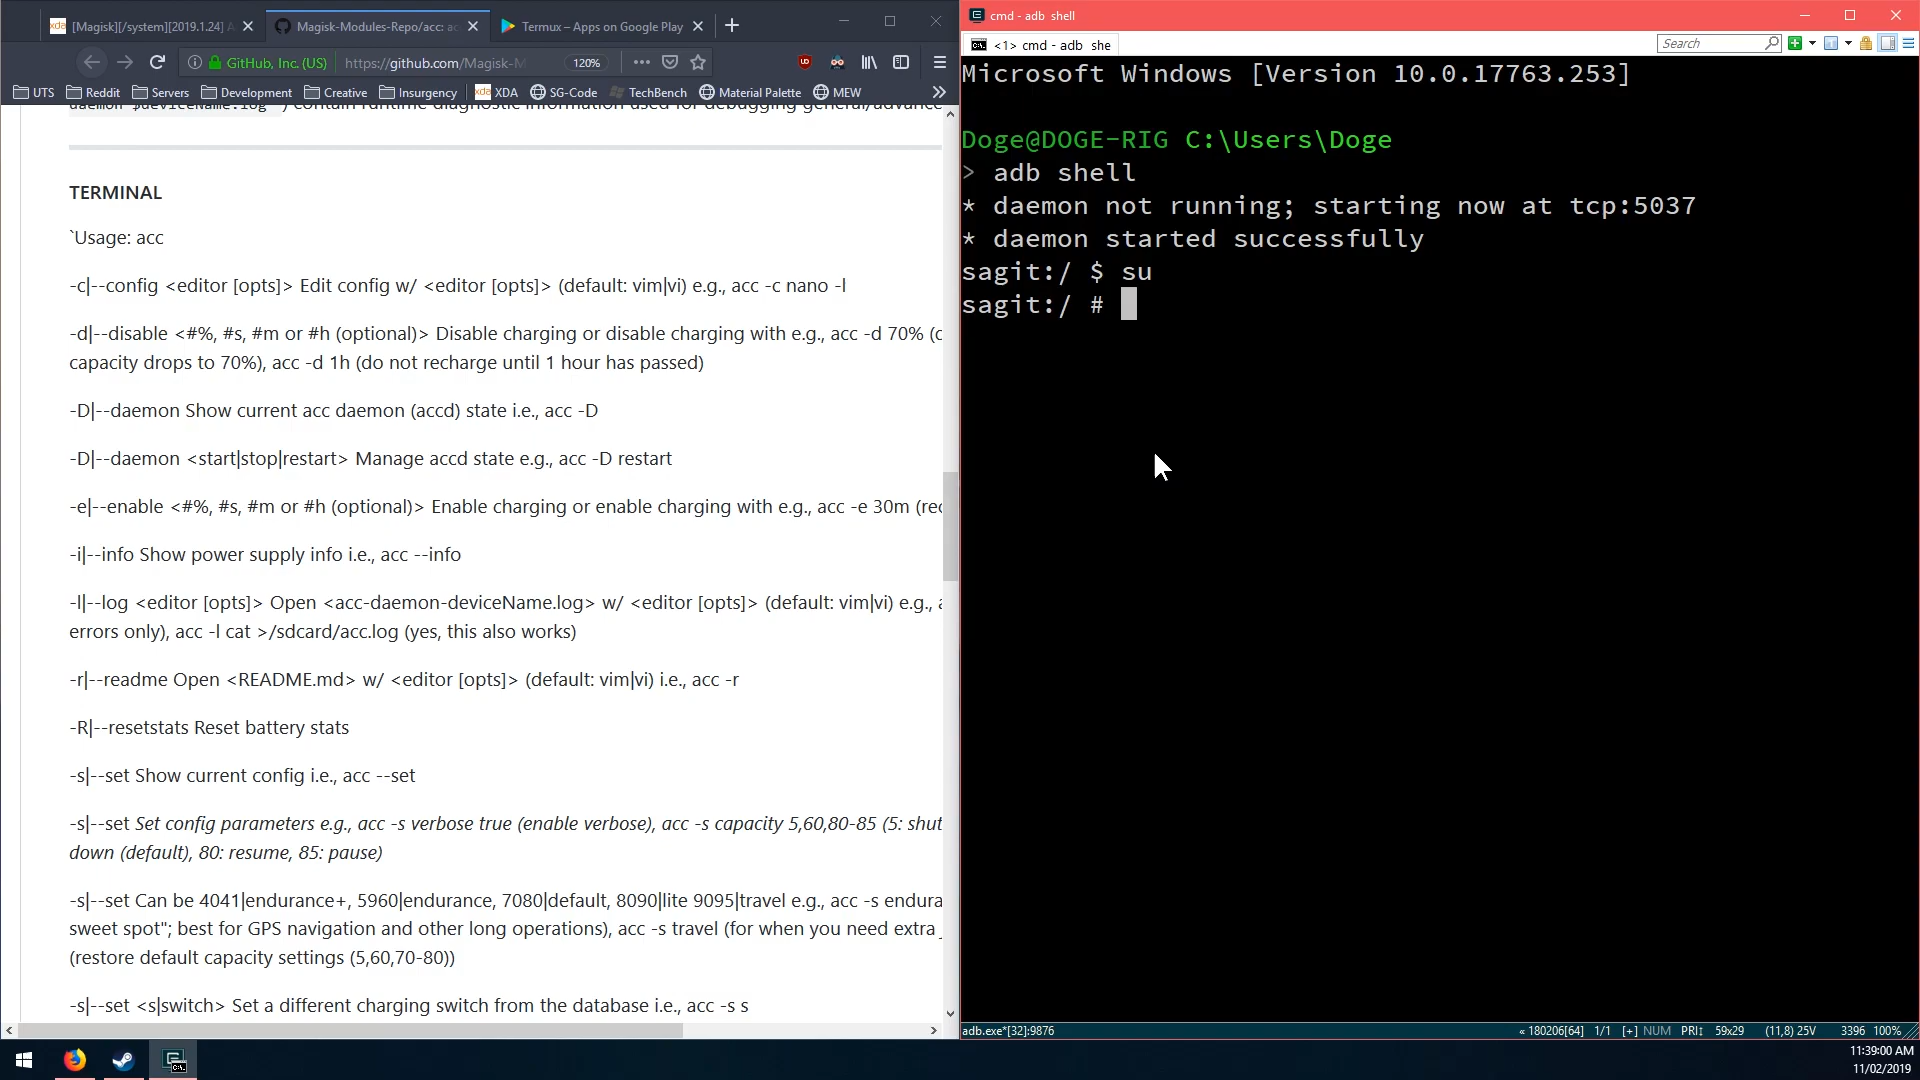 [Magisk][/system][2019.1.24] A
Magisk-Modules-Repo/acc: ac
Termux – Apps on Google Play
GitHub, Inc. (US)
https://github.com/Magisk-M
120%
UTS
Reddit
Servers
Development
Creative
Insurgency
XDA
SG-Code
TechBench
Material Palette
MEW
daemon-$deviceName.log ) contain runtime diagnostic information used for debugging general/advance
TERMINAL
`Usage: acc
-c|--config <editor [opts]> Edit config w/ <editor [opts]> (default: vim|vi) e.g., acc -c nano -l
-d|--disable <#%, #s, #m or #h (optional)> Disable charging or disable charging with e.g., acc -d 70% (
capacity drops to 70%), acc -d 1h (do not recharge until 1 hour has passed)
-D|--daemon Show current acc daemon (accd) state i.e., acc -D
-D|--daemon <start|stop|restart> Manage accd state e.g., acc -D restart
-e|--enable <#%, #s, #m or #h (optional)> Enable charging or enable charging with e.g., acc -e 30m (rec
-i|--info Show power supply info i.e., acc --info
-l|--log <editor [opts]> Open <acc-daemon-deviceName.log> w/ <editor [opts]> (default: vim|vi) e.g., a
errors only), acc -l cat >/sdcard/acc.log (yes, this also works)
-r|--readme Open <README.md> w/ <editor [opts]> (default: vim|vi) i.e., acc -r
-R|--resetstats Reset battery stats
-s|--set Show current config i.e., acc --set
-s|--set Set config parameters e.g., acc -s verbose true (enable verbose), acc -s capacity 5,60,80-85 (5: shut
down (default), 80: resume, 85: pause)
-s|--set Can be 4041|endurance+, 5960|endurance, 7080|default, 8090|lite 9095|travel e.g., acc -s endura
sweet spot"; best for GPS navigation and other long operations), acc -s travel (for when you need extra
(restore default capacity settings (5,60,70-80))
-s|--set <s|switch> Set a different charging switch from the database i.e., acc -s s
cmd - adb shell
<1> cmd - adb she
Search
Microsoft Windows [Version 10.0.17763.253]
Doge@DOGE-RIG C:\Users\Doge
> adb shell
* daemon not running; starting now at tcp:5037
* daemon started successfully
sagit:/ $ su
sagit:/ #
adb.exe*[32]:9876
« 180206[64] 1/1 [+] NUM PRI↕ 59x29 (11,8) 25V 3396 100%
11:39:00 AM
11/02/2019